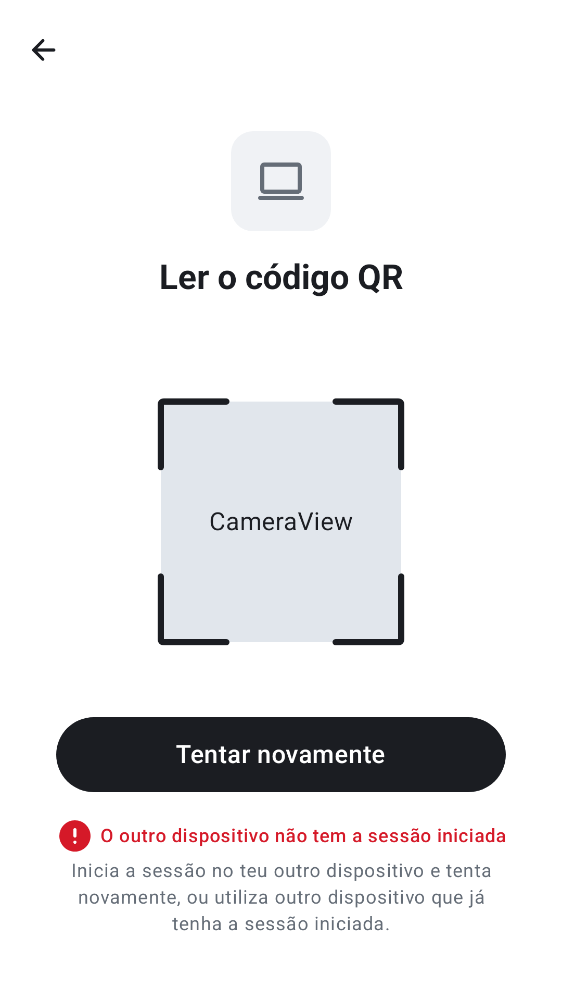 Ler o código QR
CameraView
Tentar novamente
O outro dispositivo não tem a sessão iniciada
Inicia a sessão no teu outro dispositivo e tenta
novamente, ou utiliza outro dispositivo que já
tenha a sessão iniciada.